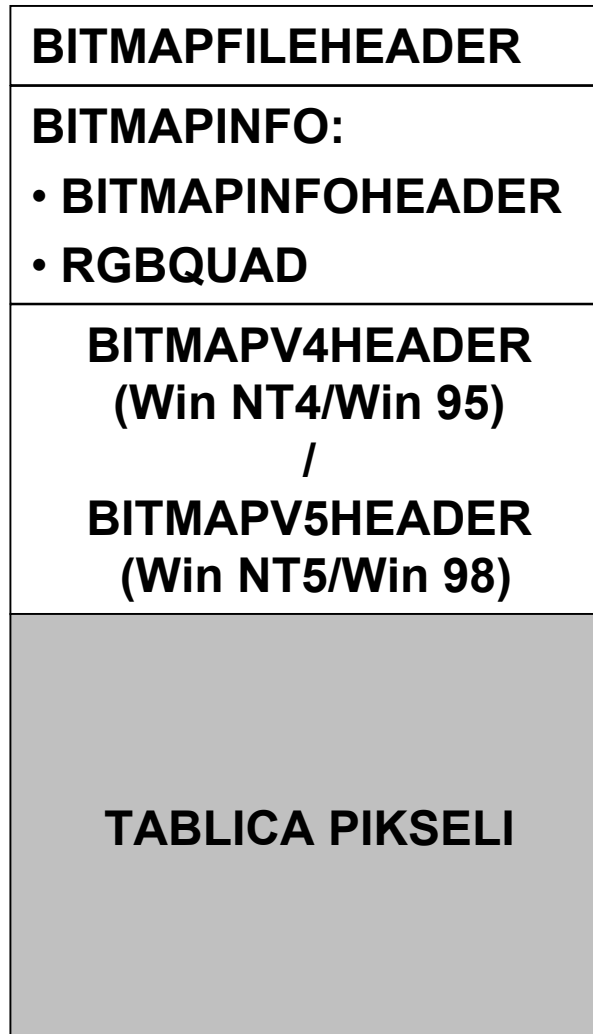 BITMAPFILEHEADER
BITMAPINFO:
• BITMAPINFOHEADER
• RGBQUAD
BITMAPV4HEADER
(Win NT4/Win 95)
/
BITMAPV5HEADER
(Win NT5/Win 98)
TABLICA PIKSELI